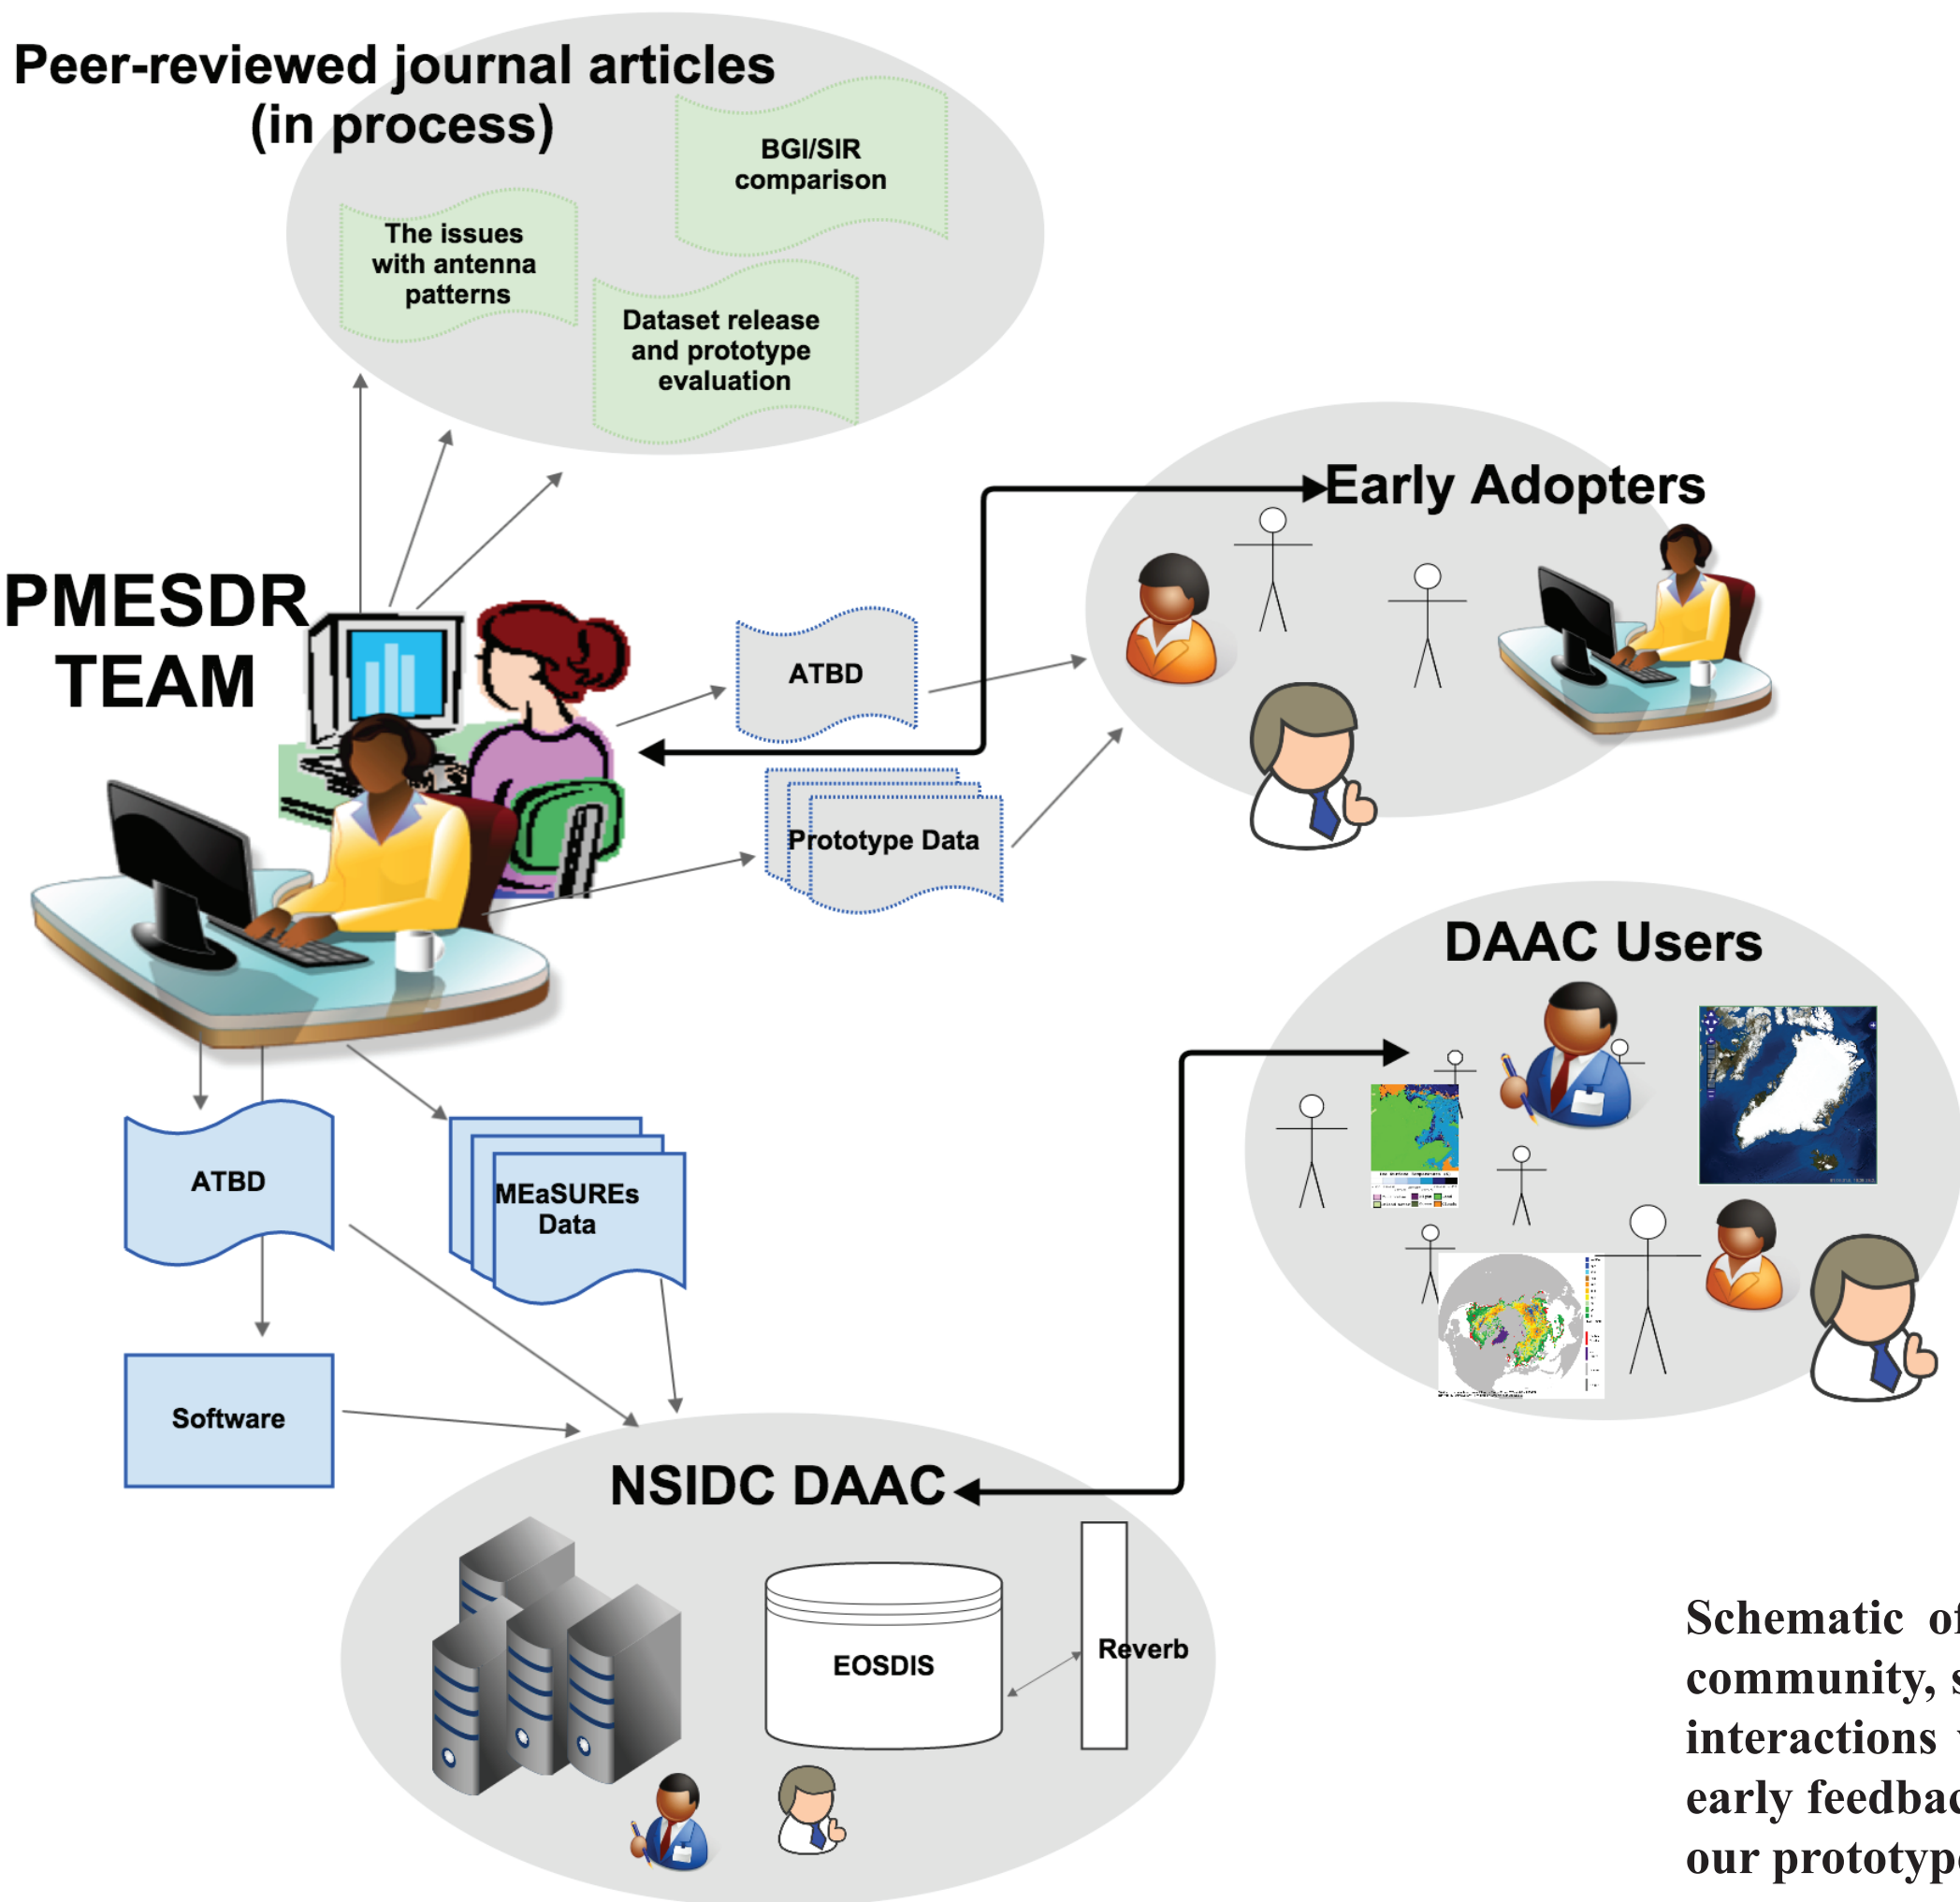 Peer-reviewed journal articles
(in process)
BGI/SIR
comparison
The issues
with antenna
patterns
Dataset release
and prototype
evaluation
Early Adopters
PMESDR
TEAM
ATBD
Prototype Data
DAAC Users
ATBD
MEaSUREs
Data
Software
NSIDC DAAC
EOSDIS
Reverb
Schematic of
community, s
interactions
early feedbac
our prototype